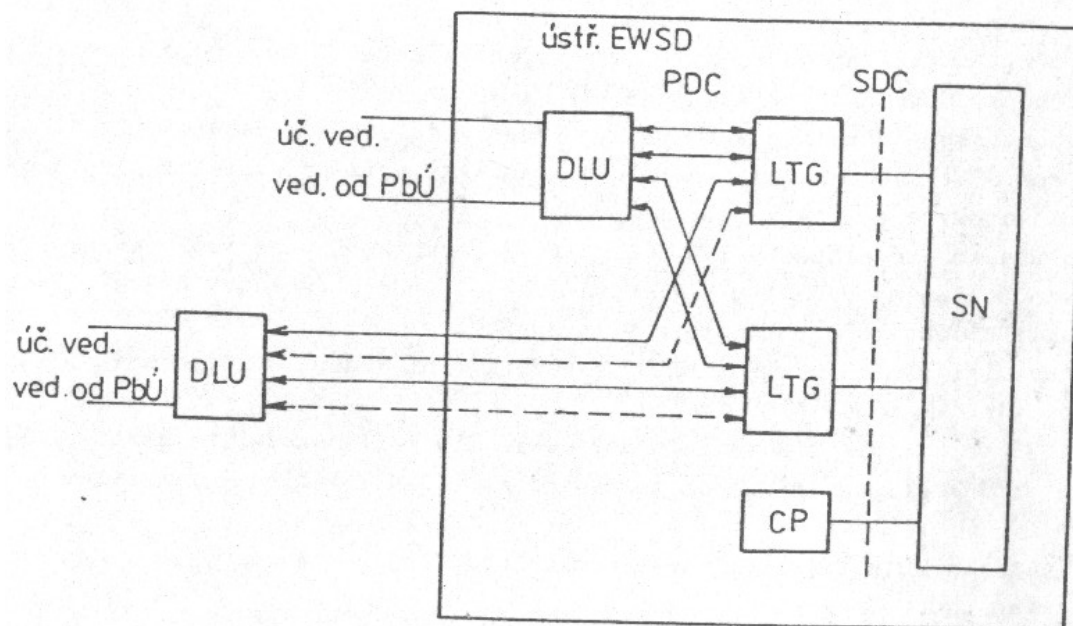 ústř. EWSD
PDC
SDC
úč. ved.
ved. od PbÚ
DLU
LTG
SN
úč. ved.
ved. od PbÚ
DLU
LTG
CP